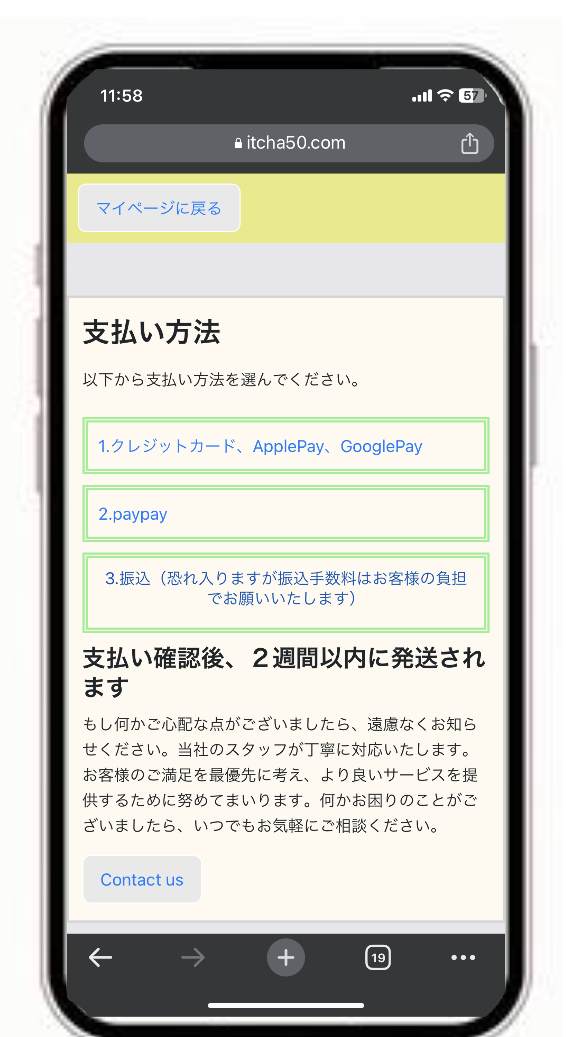 11:58
57
itcha50.com
マイページに戻る
支払い方法
以下から支払い方法を選んでください。
1.クレジットカード、ApplePay、GooglePay
2.paypay
3.振込（恐れ入りますが振込手数料はお客様の負担
でお願いいたします）
支払い確認後、２週間以内に発送され
ます
もし何かご心配な点がございましたら、遠慮なくお知ら
せください。当社のスタッフが丁寧に対応いたします。
お客様のご満足を最優先に考え、より良いサービスを提
供するために努めてまいります。何かお困りのことがご
ざいましたら、いつでもお気軽にご相談ください。
Contact us
19